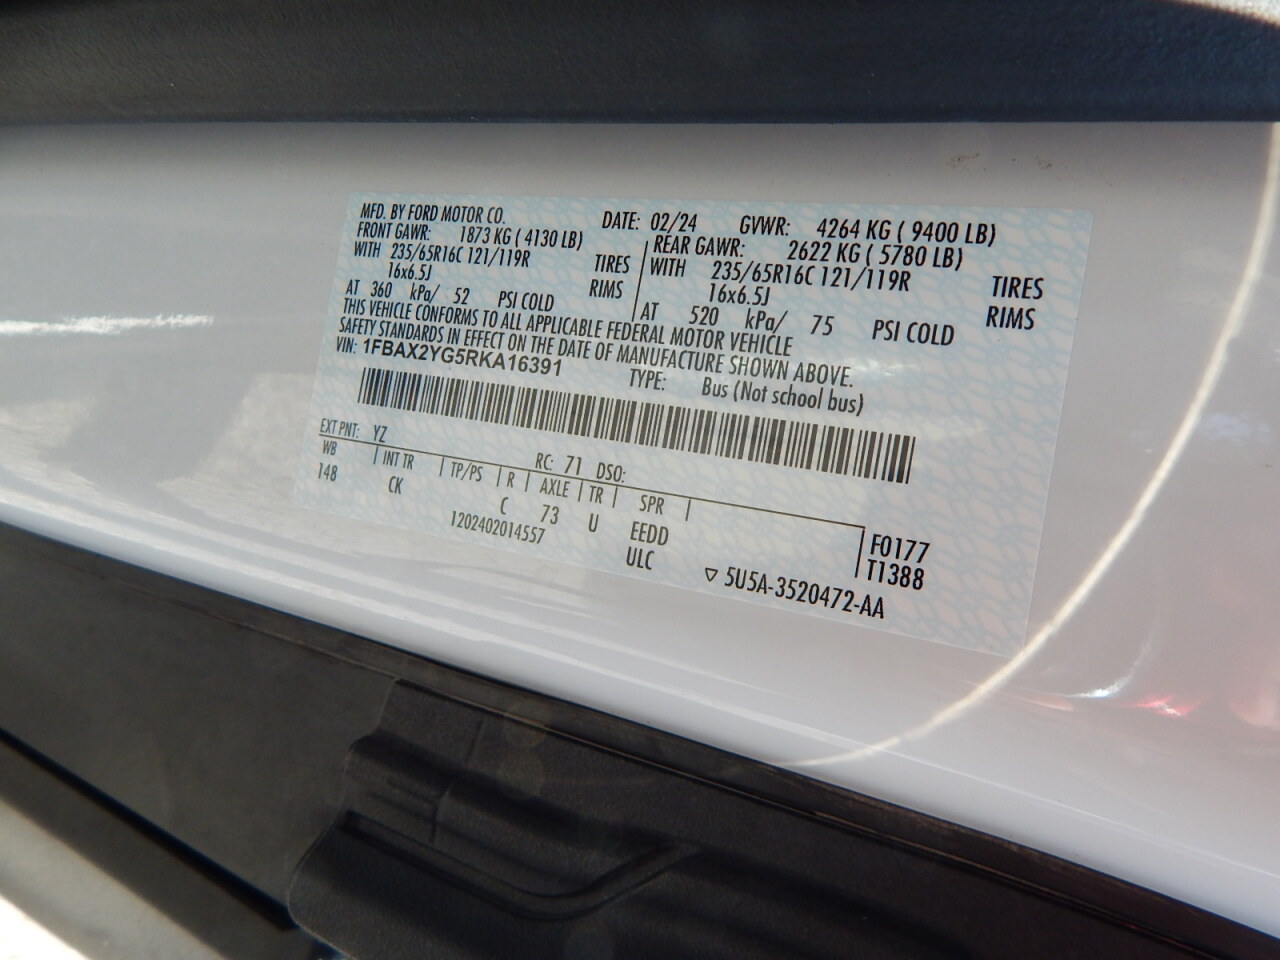 MFD. BY FORD MOTOR CO. DATE: 02/24 GVWR: 4264 KG ( 9400 LB)
FRONT GAWR: 1873 KG ( 4130 LB) REAR GAWR: 2622 KG ( 5780 LB)
WITH 235/65R16C 121/119R TIRES WITH 235/65R16C 121/119R TIRES
16x6.5J RIMS 16x6.5J RIMS
AT 360 kPa/ 52 PSI COLD AT 520 kPa/ 75 PSI COLD
THIS VEHICLE CONFORMS TO ALL APPLICABLE FEDERAL MOTOR VEHICLE
SAFETY STANDARDS IN EFFECT ON THE DATE OF MANUFACTURE SHOWN ABOVE.
VIN: 1FBAX2YG5RKA16391 TYPE: Bus (Not school bus)
EXT PNT: YZ RC: 71 DSO:
WB INT TR TP/PS R AXLE TR SPR
148 CK C 73 U EEDD F0177
1202402014557 ULC T1388
▽ 5U5A-3520472-AA